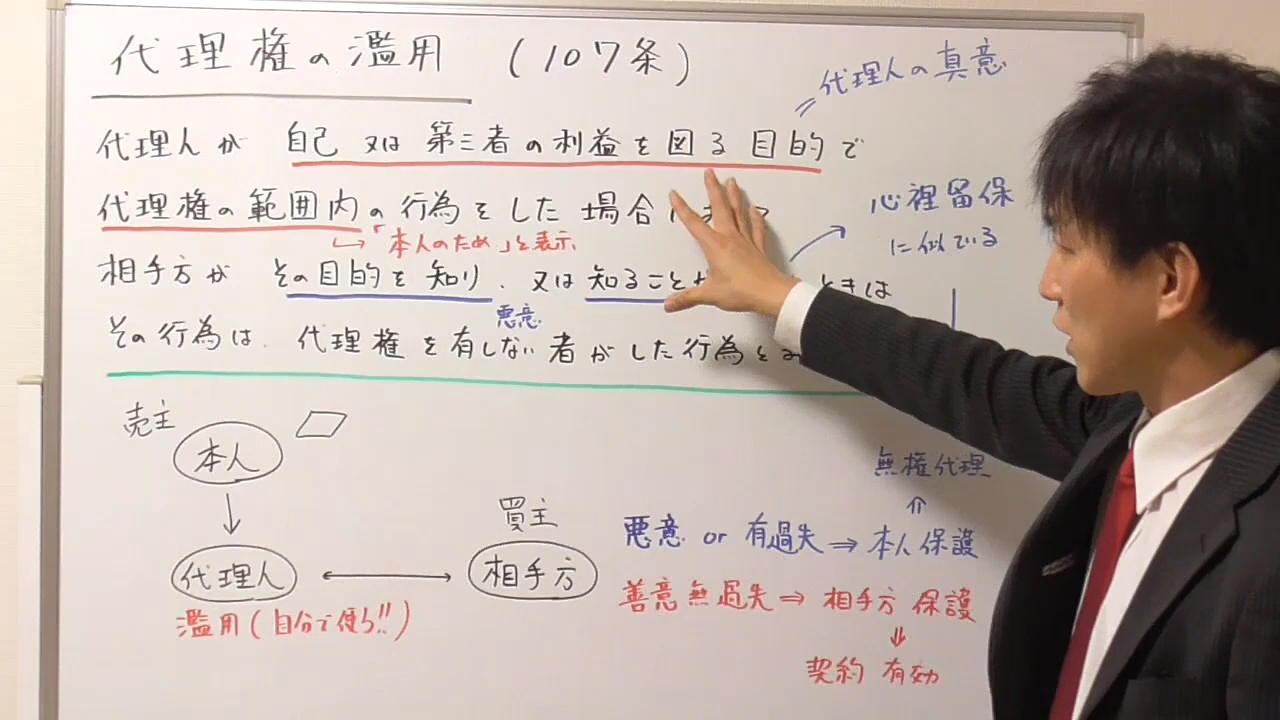 代理権の濫用 (107条)
代理人の真意
代理人が 自己 又は 第三者の利益を図る目的で
代理権の範囲内の行為をした場合
「本人のため」と表示
心裡留保
に似ている
相手方が その目的を知り、又は 知ること ときは
悪意
その行為は 代理権を有しない者がした行為と
売主
本人
代理人
濫用(自分で使う!!)
買主
相手方
無権代理
悪意 or 有過失 ⇒ 本人保護
善意無過失 ⇒ 相手方保護
契約 有効